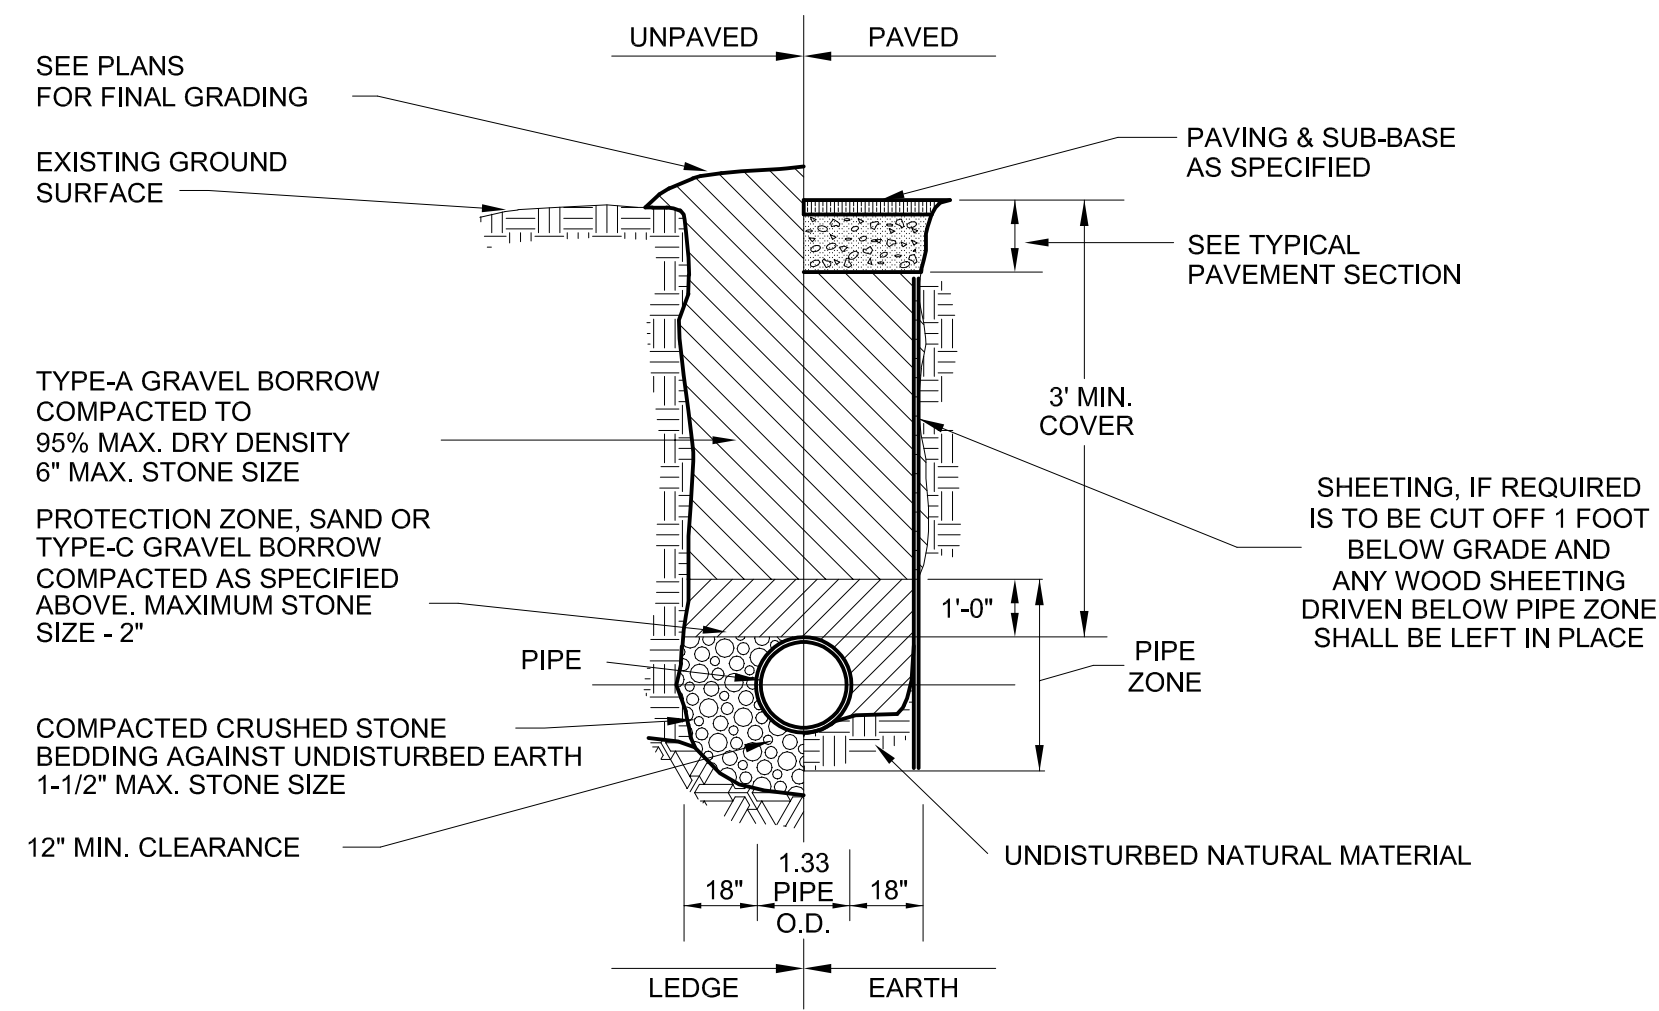 UNPAVED
PAVED
SEE PLANS
FOR FINAL GRADING
EXISTING GROUND
SURFACE
PAVING & SUB-BASE
AS SPECIFIED
SEE TYPICAL
PAVEMENT SECTION
TYPE-A GRAVEL BORROW
COMPACTED TO
95% MAX. DRY DENSITY
6" MAX. STONE SIZE
3' MIN.
COVER
SHEETING, IF REQUIRED
IS TO BE CUT OFF 1 FOOT
BELOW GRADE AND
ANY WOOD SHEETING
DRIVEN BELOW PIPE ZONE
SHALL BE LEFT IN PLACE
PROTECTION ZONE, SAND OR
TYPE-C GRAVEL BORROW
COMPACTED AS SPECIFIED
ABOVE. MAXIMUM STONE
SIZE - 2"
1'-0"
PIPE
PIPE
ZONE
COMPACTED CRUSHED STONE
BEDDING AGAINST UNDISTURBED EARTH
1-1/2" MAX. STONE SIZE
12" MIN. CLEARANCE
UNDISTURBED NATURAL MATERIAL
18"
1.33
PIPE
O.D.
18"
LEDGE
EARTH